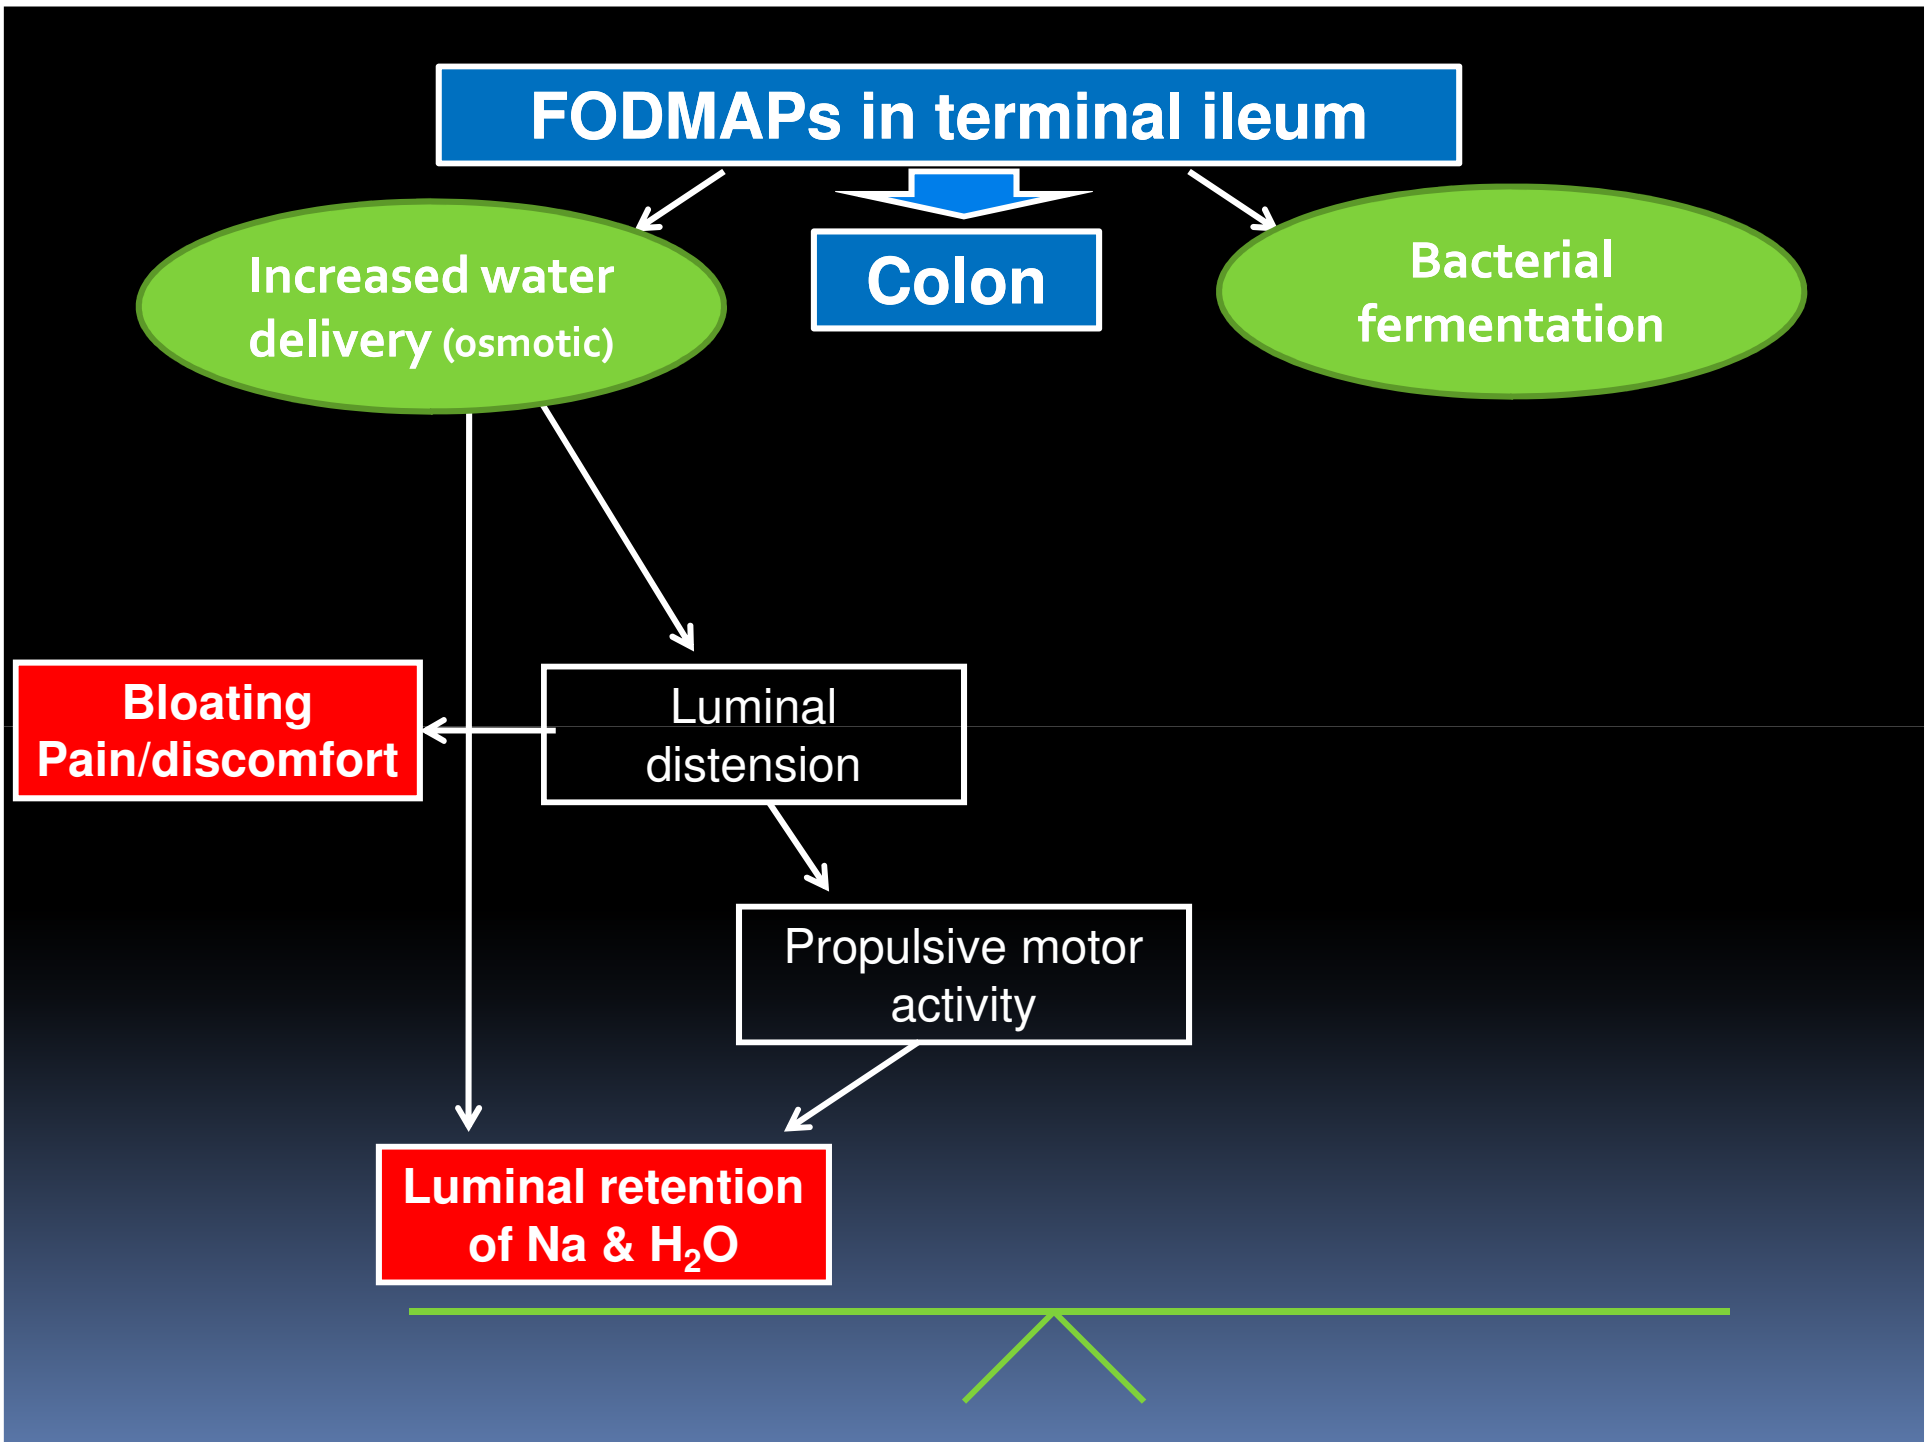 FODMAPs in terminal ileum
Increased water
delivery (osmotic)
Colon
Bacterial
fermentation
Bloating
Pain/discomfort
Luminal
distension
Propulsive motor
activity
Luminal retention
of Na & H₂O